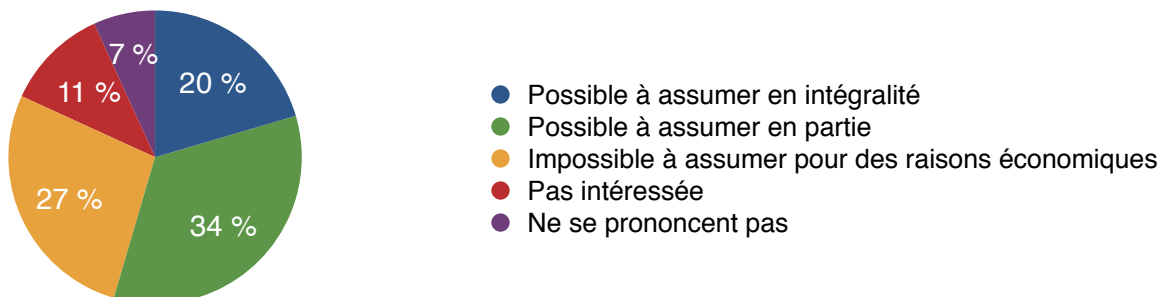 7 %
20 %
11 %
27 %
34 %
Possible à assumer en intégralité
Possible à assumer en partie
Impossible à assumer pour des raisons économiques
Pas intéressée
Ne se prononcent pas